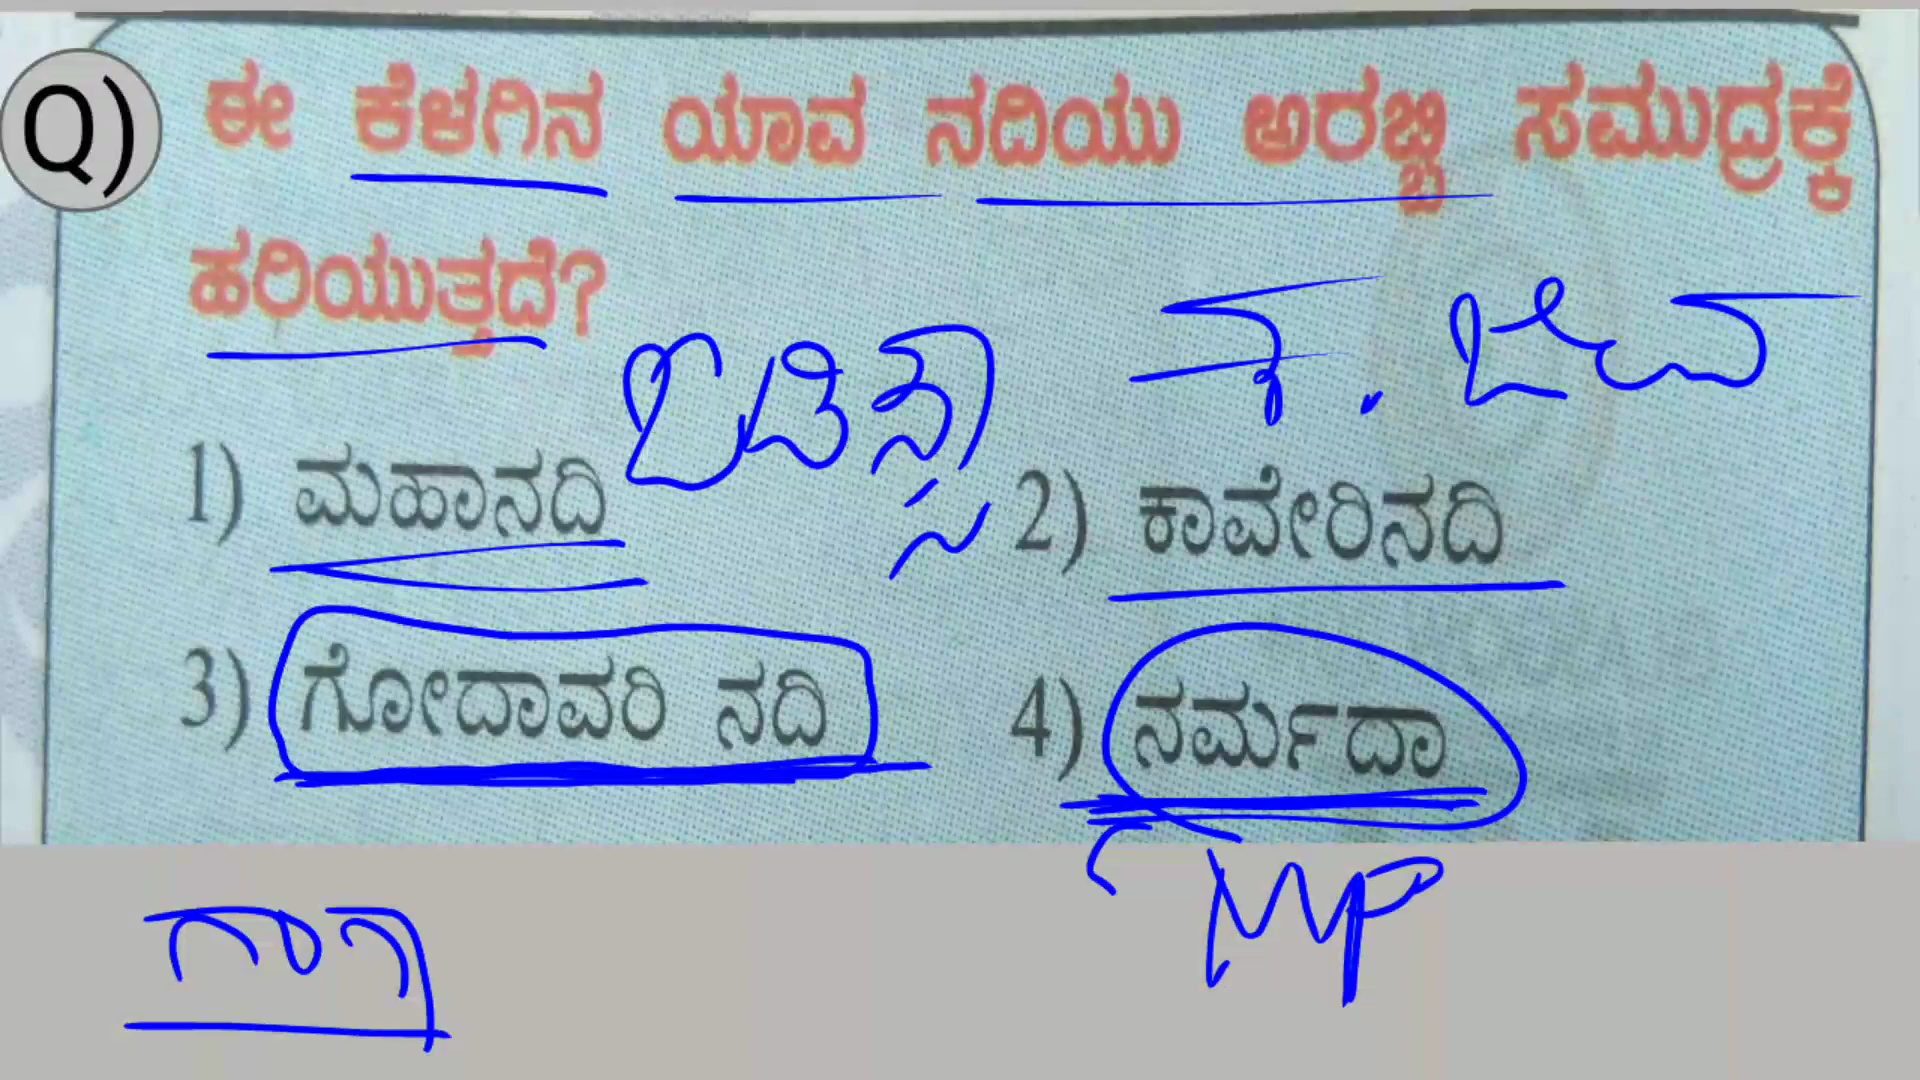 Q) ಈ ಕೆಳಗಿನ ಯಾವ ನದಿಯು ಅರಬ್ಬಿ ಸಮುದ್ರಕ್ಕೆ
ಹರಿಯುತ್ತದೆ?
1) ಮಹಾನದಿ
2) ಕಾವೇರಿನದಿ
3) ಗೋದಾವರಿ ನದಿ
4) ನರ್ಮದಾ
MP
ಗಂಗಾ